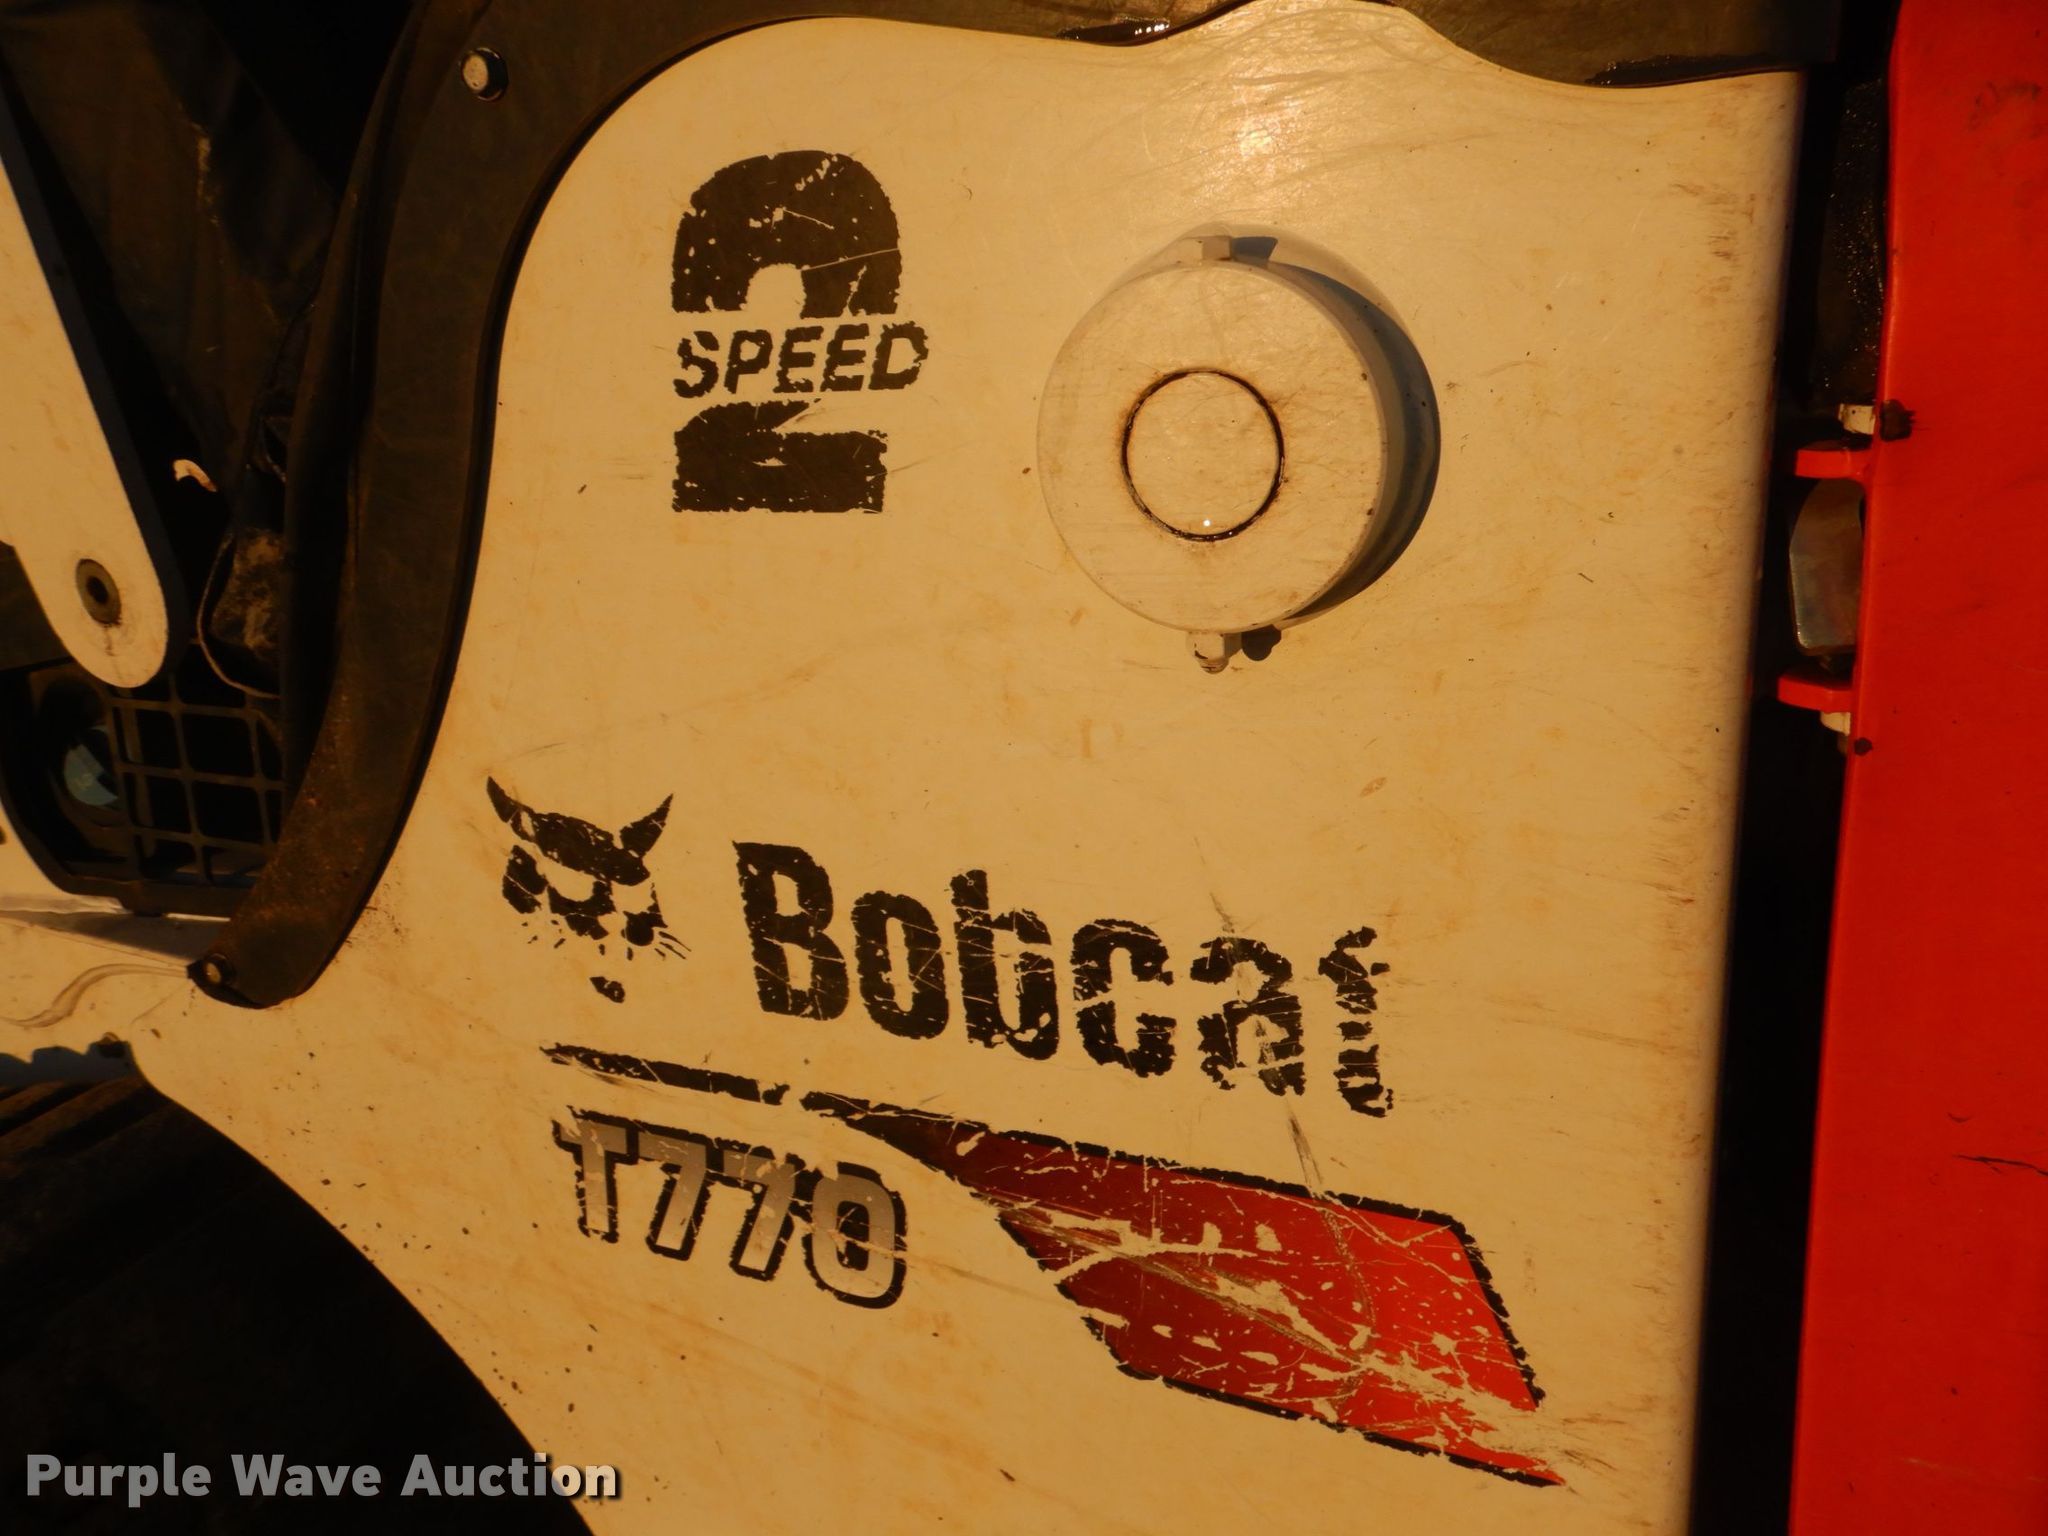 2
SPEED
Bobcat
T770
Purple Wave Auction